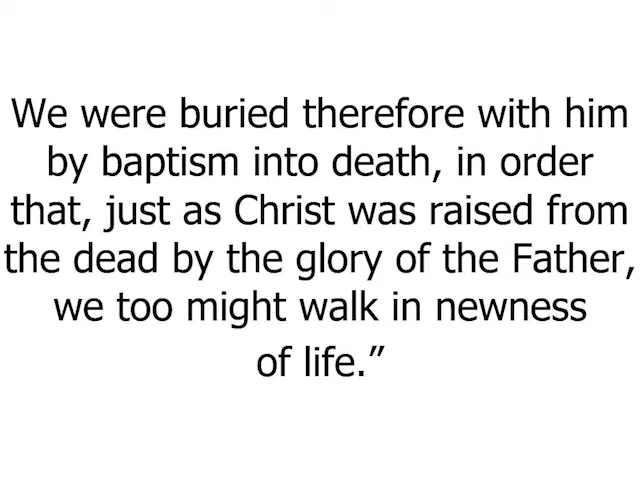 We were buried therefore with him
by baptism into death, in order
that, just as Christ was raised from
the dead by the glory of the Father,
we too might walk in newness
of life.”